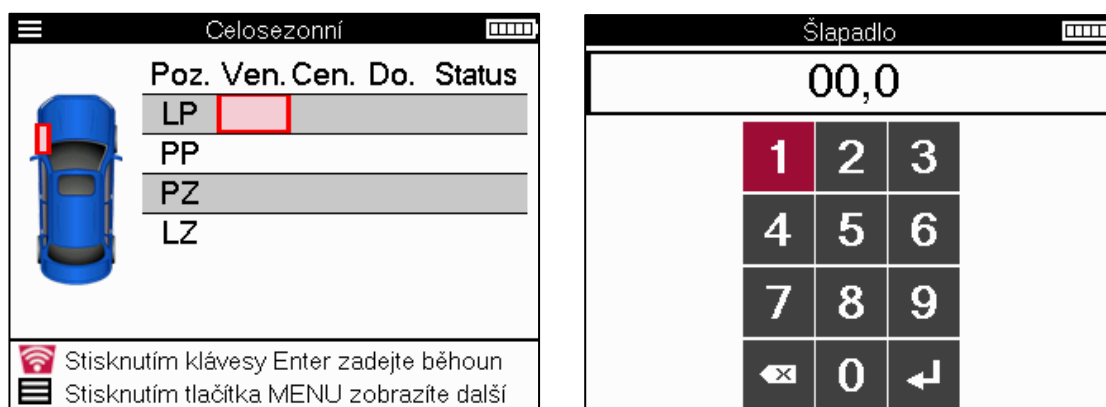 Celosezonní
Poz. Ven. Cen. Do. Status
LP
PP
PZ
LZ
Stisknutím klávesy Enter zadejte běhoun
Stisknutím tlačítka MENU zobrazíte další
Šlapadlo
00,0
1 2 3
4 5 6
7 8 9
0